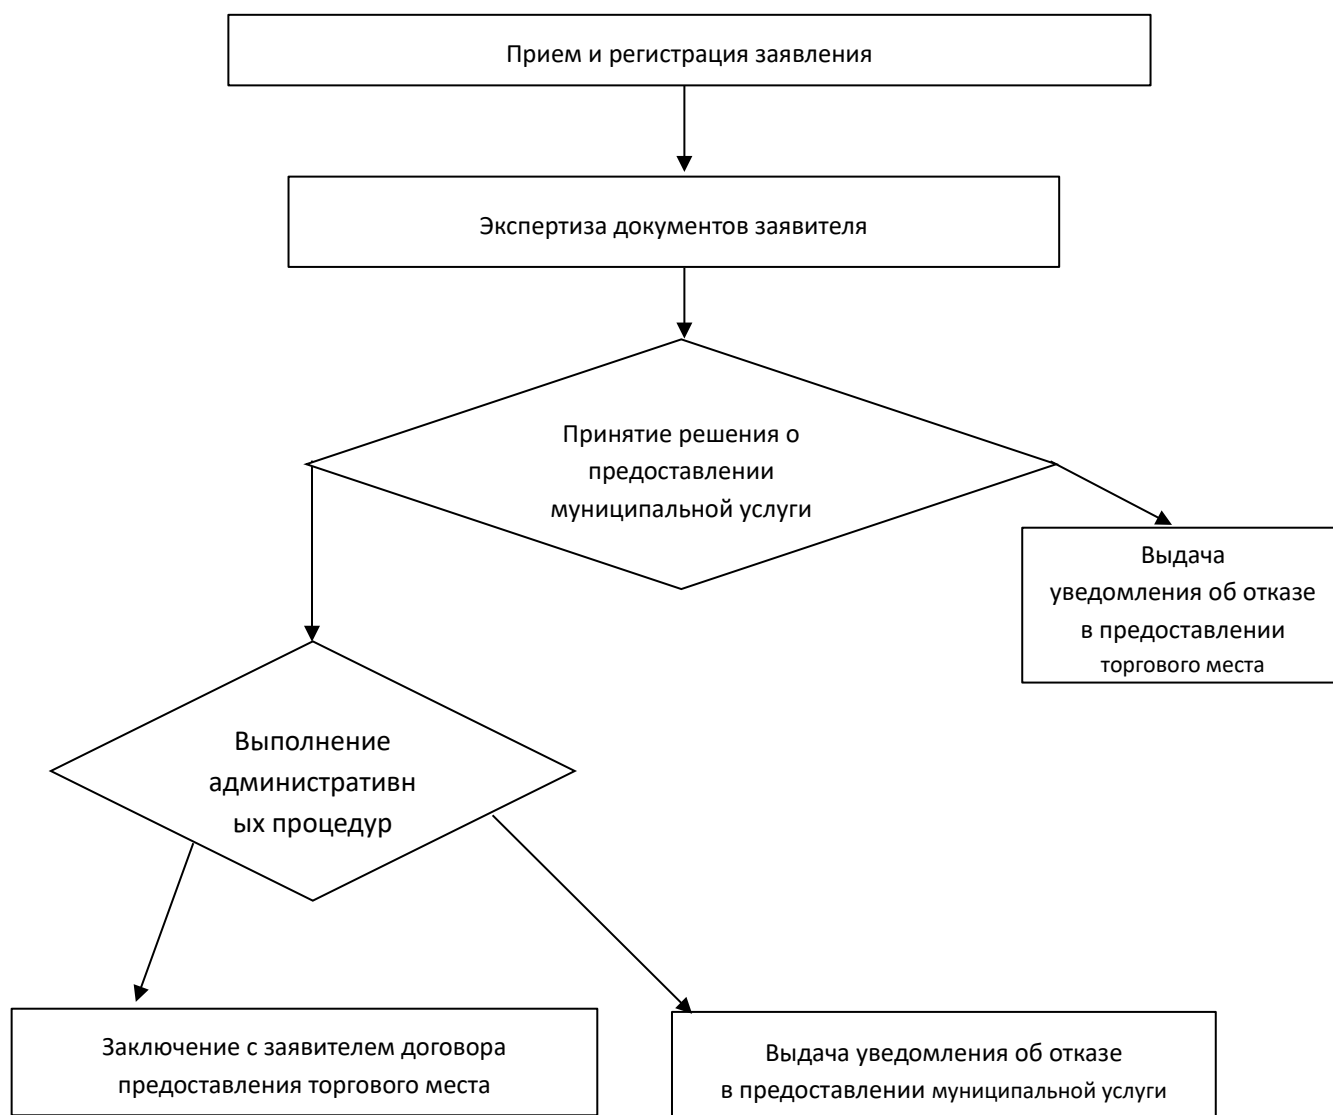 Прием и регистрация заявления
Экспертиза документов заявителя
Принятие решения о
предоставлении
муниципальной услуги
Выдача
уведомления об отказе
в предоставлении
торгового места
Выполнение
административн
ых процедур
Заключение с заявителем договора
предоставления торгового места
Выдача уведомления об отказе
в предоставлении муниципальной услуги